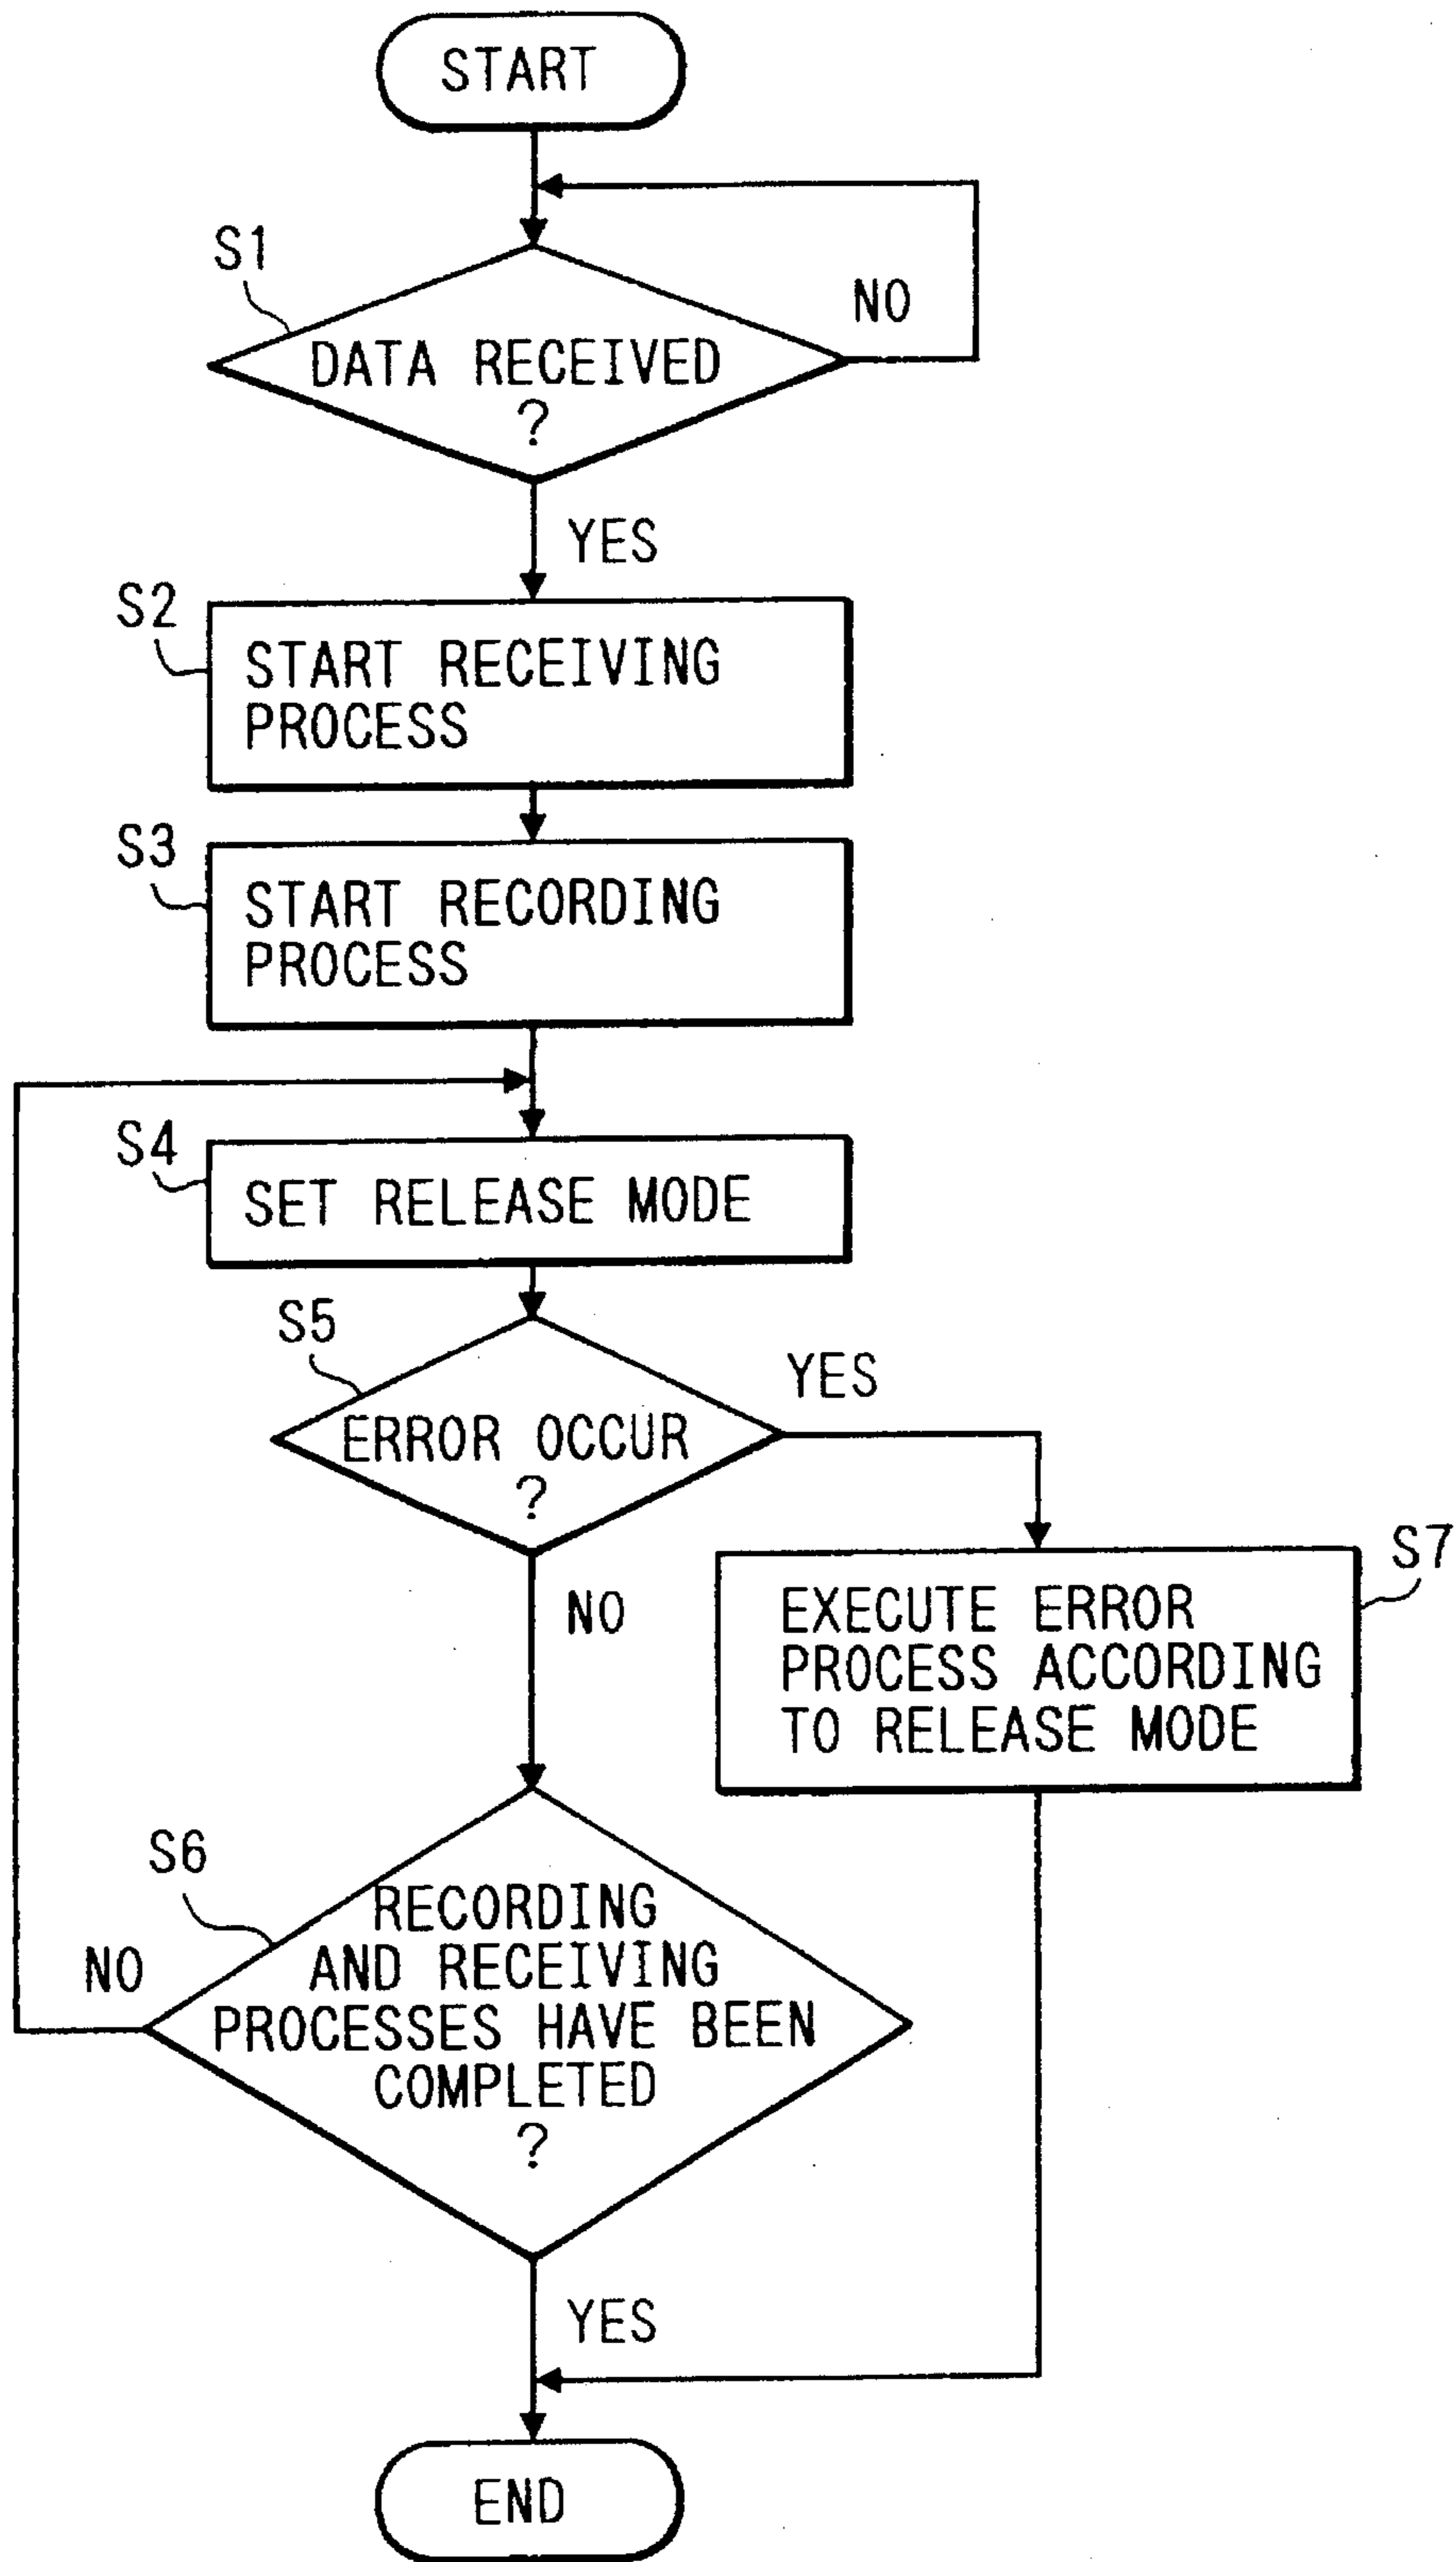 START
S1
NO
DATA RECEIVED
?
YES
S2
START RECEIVING
PROCESS
S3
START RECORDING
PROCESS
S4
SET RELEASE MODE
S5
YES
ERROR OCCUR
?
S7
NO
EXECUTE ERROR
PROCESS ACCORDING
TO RELEASE MODE
S6
NO
RECORDING
AND RECEIVING
PROCESSES HAVE BEEN
COMPLETED
?
YES
END